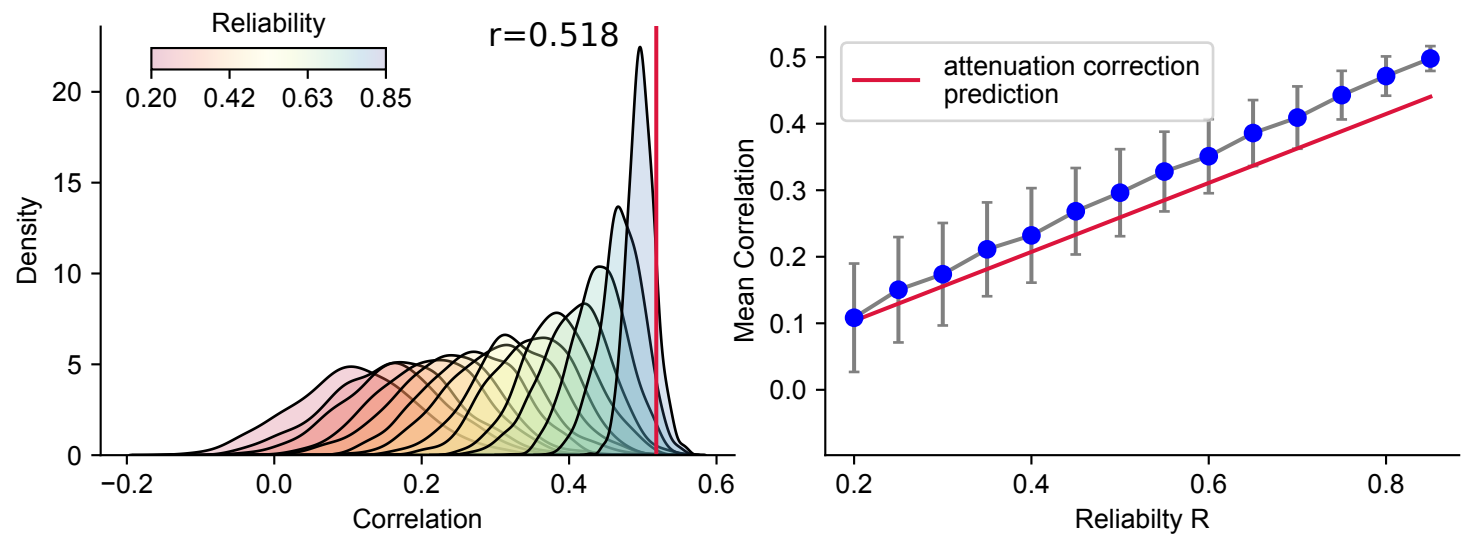 Reliability
0.20 0.42 0.63 0.85
r=0.518
20
15
10
5
0
Density
−0.2 0.0 0.2 0.4 0.6
Correlation
attenuation correction
prediction
0.5
0.4
0.3
0.2
0.1
0.0
Mean Correlation
0.2 0.4 0.6 0.8
Reliabilty R